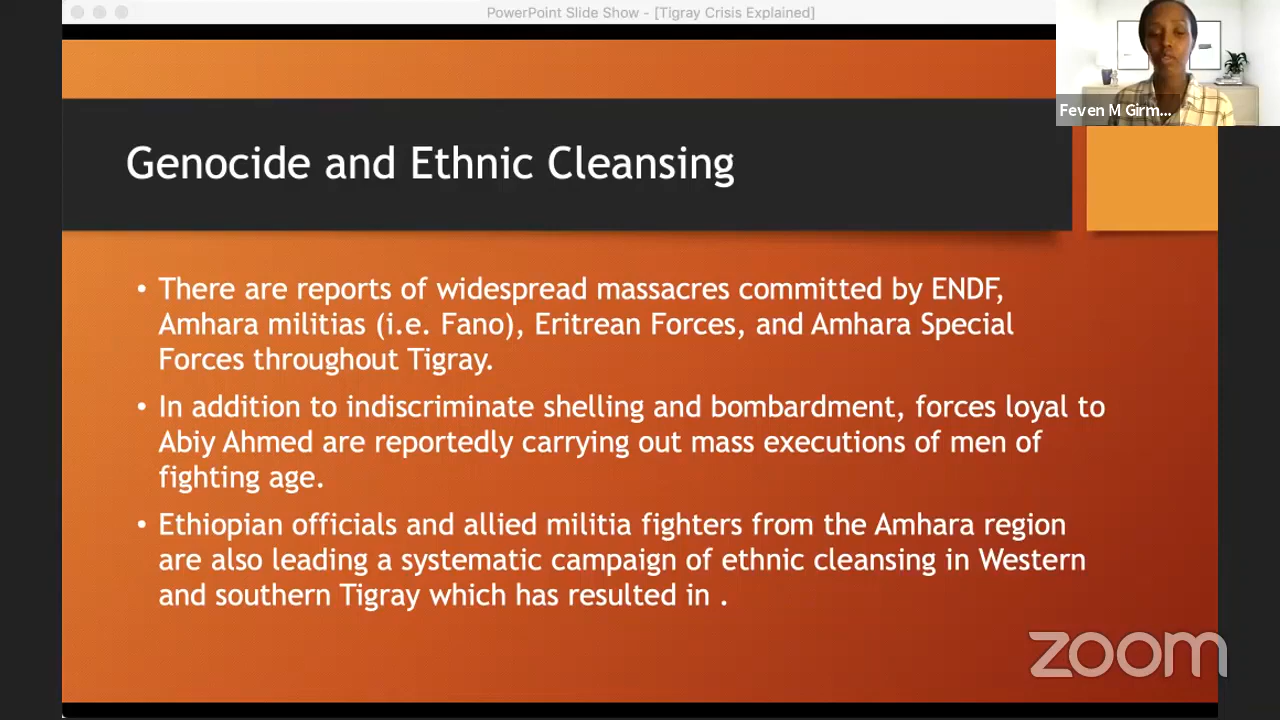 PowerPoint Slide Show - [Tigray Crisis Explained]
Feven M Girm...
Genocide and Ethnic Cleansing
• There are reports of widespread massacres committed by ENDF,
Amhara militias (i.e. Fano), Eritrean Forces, and Amhara Special
Forces throughout Tigray.
• In addition to indiscriminate shelling and bombardment, forces loyal to
Abiy Ahmed are reportedly carrying out mass executions of men of
fighting age.
• Ethiopian officials and allied militia fighters from the Amhara region
are also leading a systematic campaign of ethnic cleansing in Western
and southern Tigray which has resulted in .
zoom